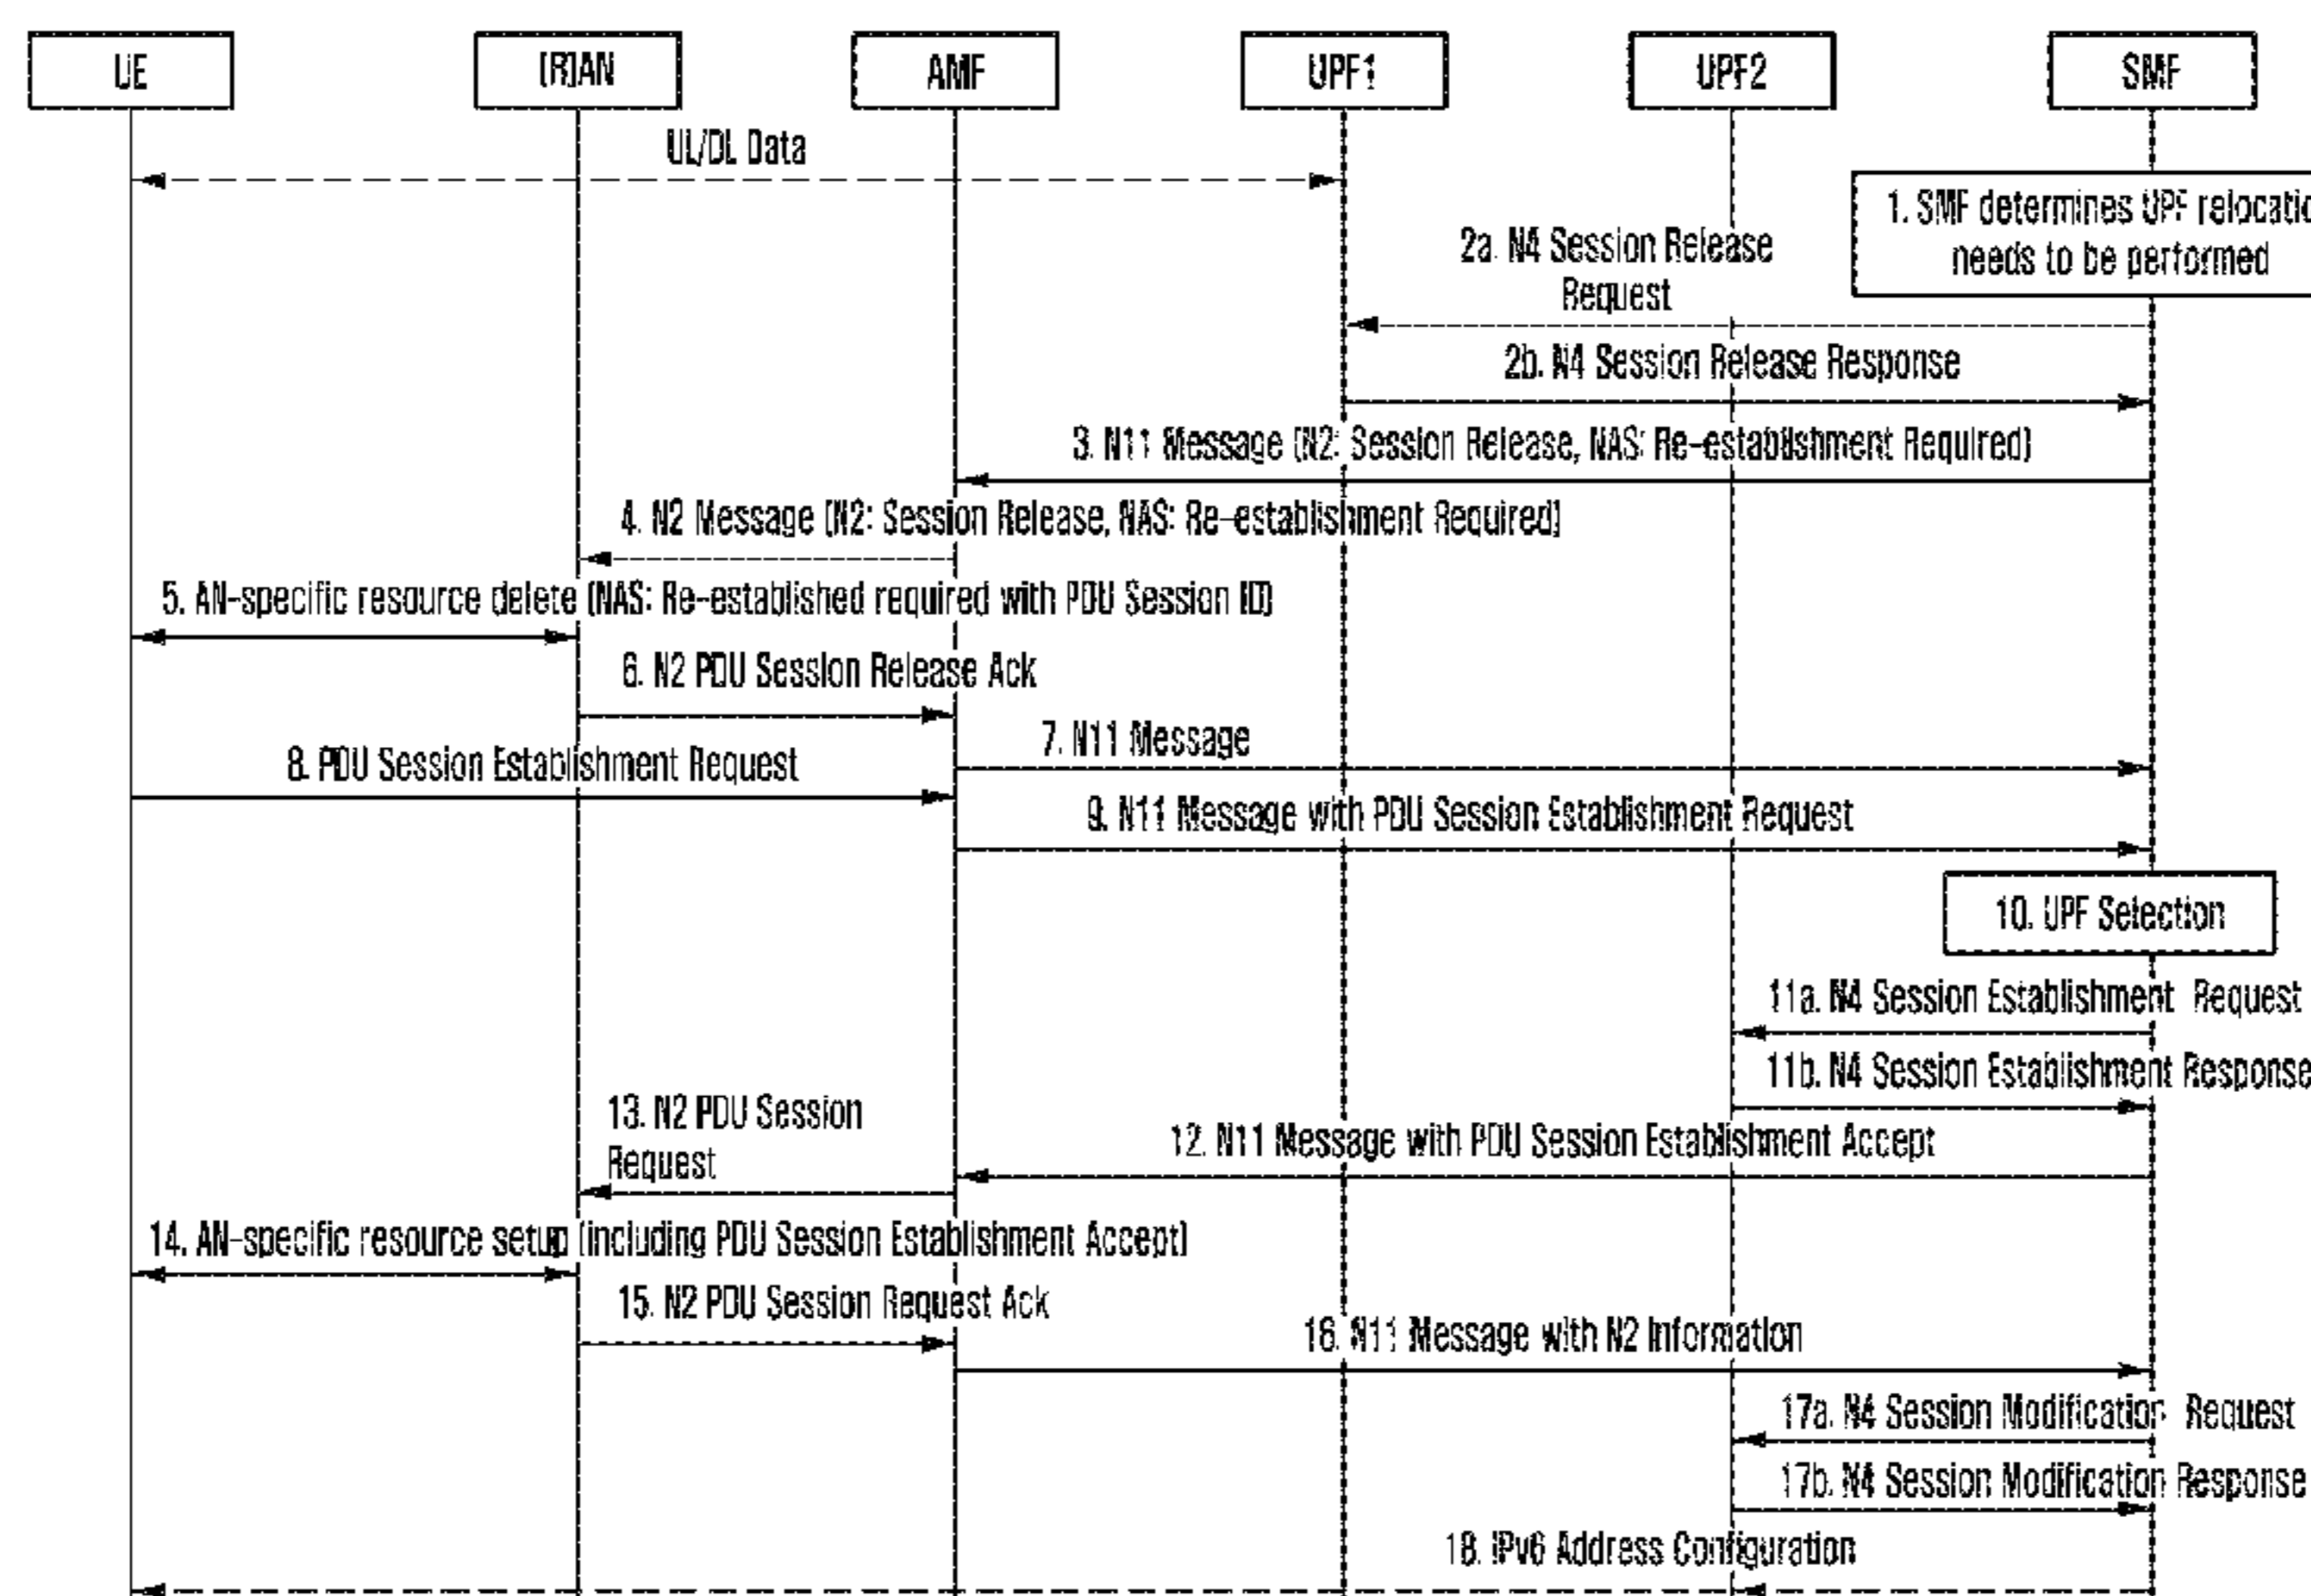 UE
(R)AN
AMF
UPF1
UPF2
SMF
UL/DL Data
1. SMF determines UPF relocatio
needs to be performed
2a. N4 Session Release
Request
2b. N4 Session Release Response
3. N11 Message (N2: Session Release, NAS: Re-establishment Required)
4. N2 Message (N2: Session Release, NAS: Re-establishment Required)
5. AN-specific resource delete (NAS: Re-established required with PDU Session ID)
6. N2 PDU Session Release Ack
7. N11 Message
8. PDU Session Establishment Request
9. N11 Message with PDU Session Establishment Request
10. UPF Selection
11a. N4 Session Establishment Request
11b. N4 Session Establishment Response
12. N11 Message with PDU Session Establishment Accept
13. N2 PDU Session
Request
14. AN-specific resource setup (including PDU Session Establishment Accept)
15. N2 PDU Session Request Ack
16. N11 Message with N2 Information
17a. N4 Session Modification Request
17b. N4 Session Modification Response
18. IPv6 Address Configuration